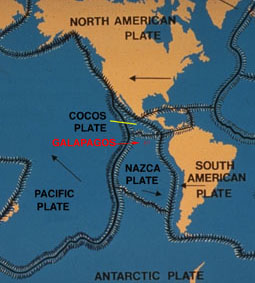 NORTH AMERICAN
PLATE
COCOS
PLATE
GALAPAGOS
NAZCA
PLATE
SOUTH
AMERICAN
PLATE
PACIFIC
PLATE
ANTARCTIC PLATE